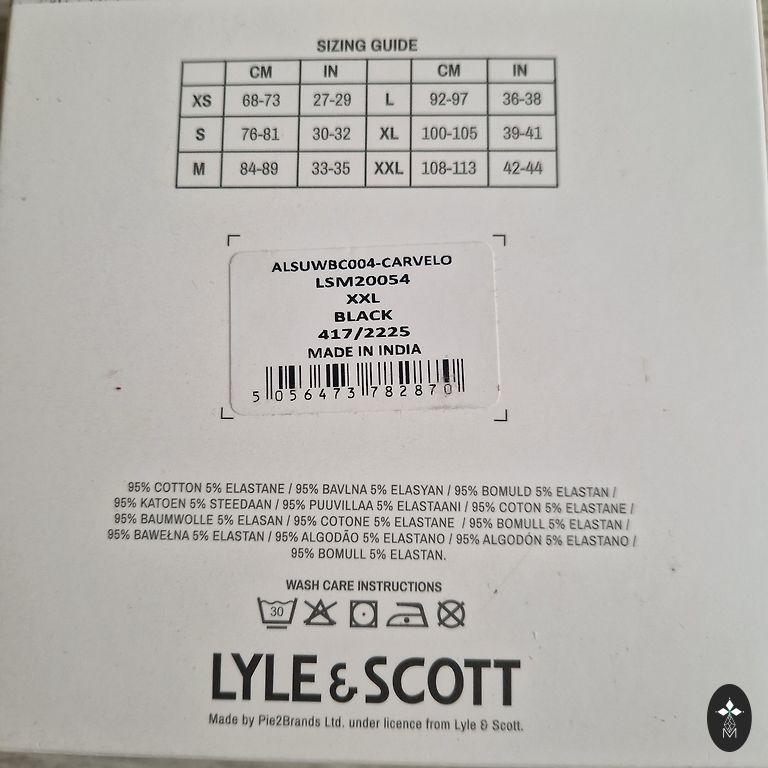 SIZING GUIDE
CM IN CM IN
XS 68-73 27-29 L 92-97 36-38
S 76-81 30-32 XL 100-105 39-41
M 84-89 33-35 XXL 108-113 42-44
ALSUWBC004-CARVELO
LSM20054
XXL
BLACK
417/2225
MADE IN INDIA
5 056473 782870
95% COTTON 5% ELASTANE / 95% BAVLNA 5% ELASYAN / 95% BOMULD 5% ELASTAN /
95% KATOEN 5% STEEDAAN / 95% PUUVILLAA 5% ELASTAANI / 95% COTON 5% ELASTANE /
95% BAUMWOLLE 5% ELASAN / 95% COTONE 5% ELASTANE / 95% BOMULL 5% ELASTAN /
95% BAWEŁNA 5% ELASTAN / 95% ALGODÃO 5% ELASTANO / 95% ALGODÓN 5% ELASTANO /
95% BOMULL 5% ELASTAN.
WASH CARE INSTRUCTIONS
30
LYLE & SCOTT
Made by Pie2Brands Ltd. under licence from Lyle & Scott.
M